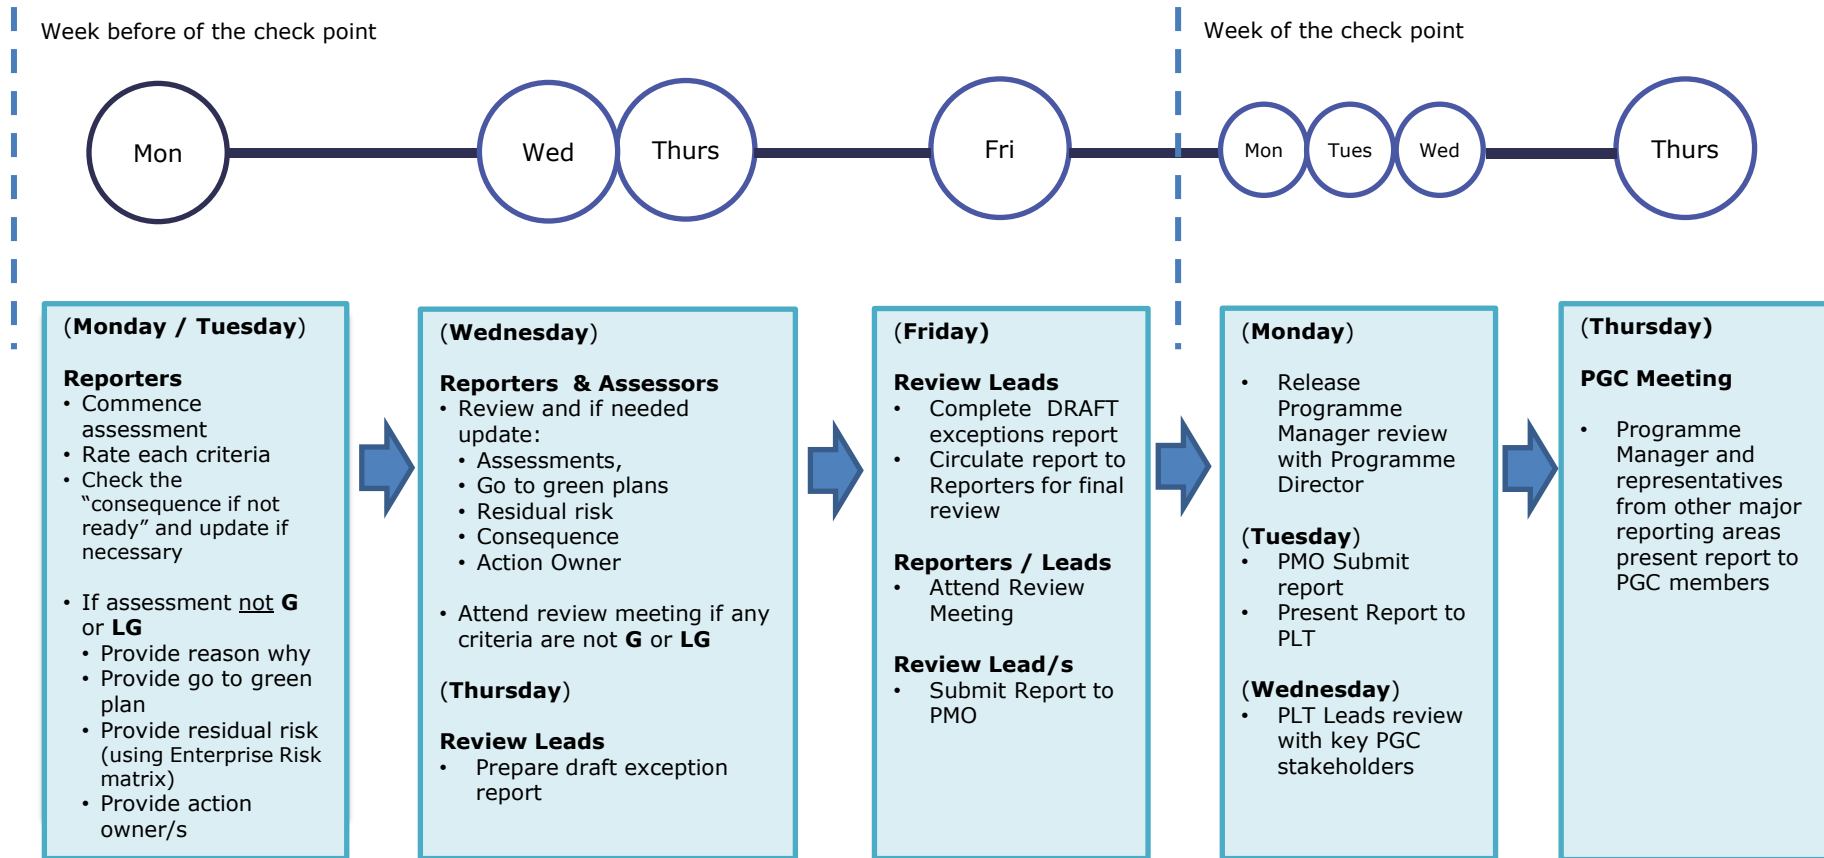 Week before of the check point
Week of the check point
Mon
Wed
Thurs
Fri
Mon
Tues
Wed
Thurs
(Monday / Tuesday)
Reporters
• Commence
assessment
• Rate each criteria
• Check the
"consequence if not
ready" and update if
necessary
• If assessment not G
or LG
• Provide reason why
• Provide go to green
plan
• Provide residual risk
(using Enterprise Risk
matrix)
• Provide action
owner/s
(Wednesday)
Reporters & Assessors
• Review and if needed
update:
• Assessments,
• Go to green plans
• Residual risk
• Consequence
• Action Owner
• Attend review meeting if any
criteria are not G or LG
(Thursday)
Review Leads
• Prepare draft exception
report
(Friday)
Review Leads
• Complete DRAFT
exceptions report
• Circulate report to
Reporters for final
review
Reporters / Leads
• Attend Review
Meeting
Review Lead/s
• Submit Report to
PMO
(Monday)
• Release
Programme
Manager review
with Programme
Director
(Tuesday)
• PMO Submit
report
• Present Report to
PLT
(Wednesday)
• PLT Leads review
with key PGC
stakeholders
(Thursday)
PGC Meeting
• Programme
Manager and
representatives
from other major
reporting areas
present report to
PGC members